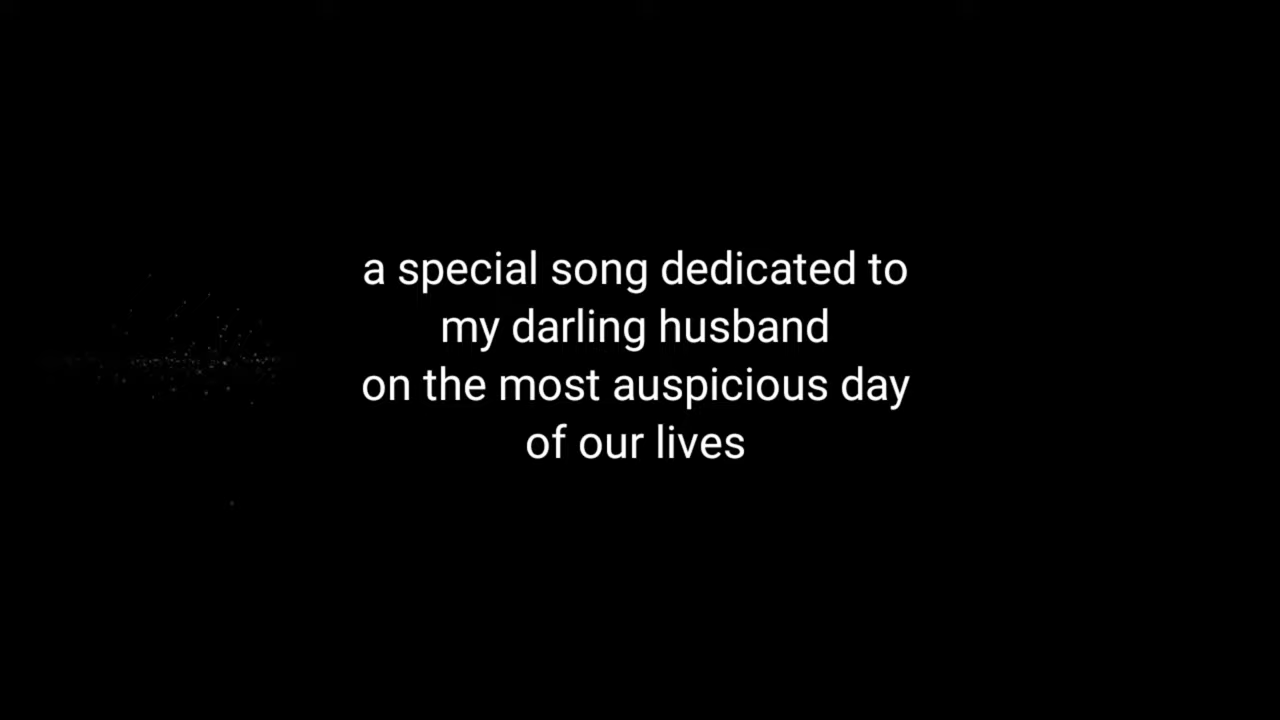 a special song dedicated to
my darling husband
on the most auspicious day
of our lives